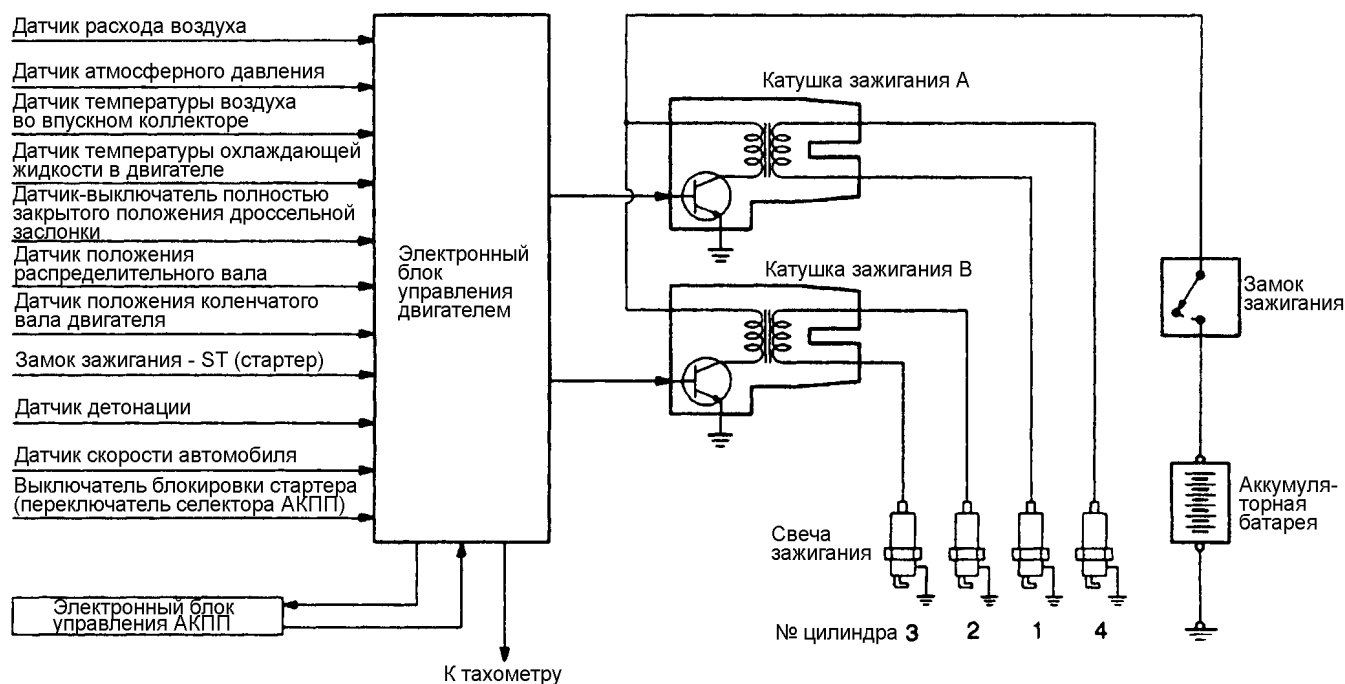 Датчик расхода воздуха
Датчик атмосферного давления
Датчик температуры воздуха
во впускном коллекторе
Датчик температуры охлаждающей
жидкости в двигателе
Датчик-выключатель полностью
закрытого положения дроссельной
заслонки
Датчик положения
распределительного вала
Датчик положения коленчатого
вала двигателя
Замок зажигания - ST (стартер)
Датчик детонации
Датчик скорости автомобиля
Выключатель блокировки стартера
(переключатель селектора АКПП)
Электронный
блок
управления
двигателем
Электронный блок
управления АКПП
К тахометру
Катушка зажигания А
Катушка зажигания В
Замок
зажигания
Аккумуля-
торная
батарея
Свеча
зажигания
№ цилиндра 3 2 1 4